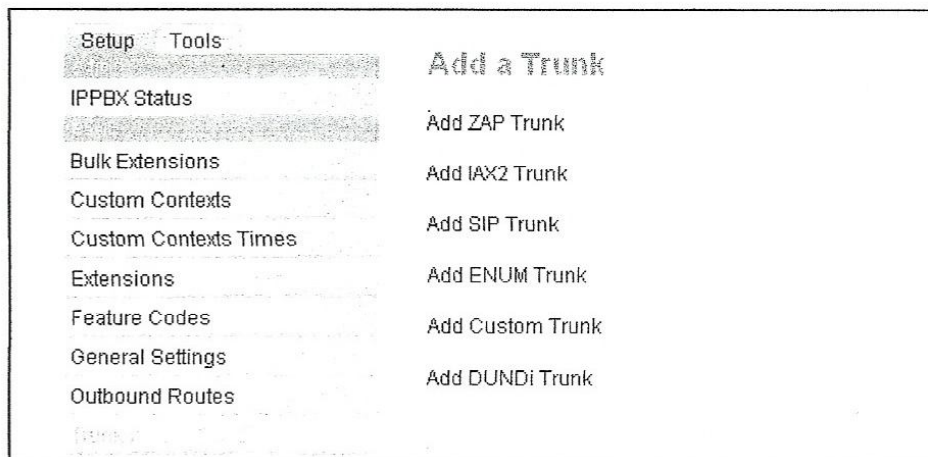 Setup Tools
IPPBX Status
Bulk Extensions
Custom Contexts
Custom Contexts Times
Extensions
Feature Codes
General Settings
Outbound Routes
Trunks
Add a Trunk
Add ZAP Trunk
Add IAX2 Trunk
Add SIP Trunk
Add ENUM Trunk
Add Custom Trunk
Add DUNDi Trunk